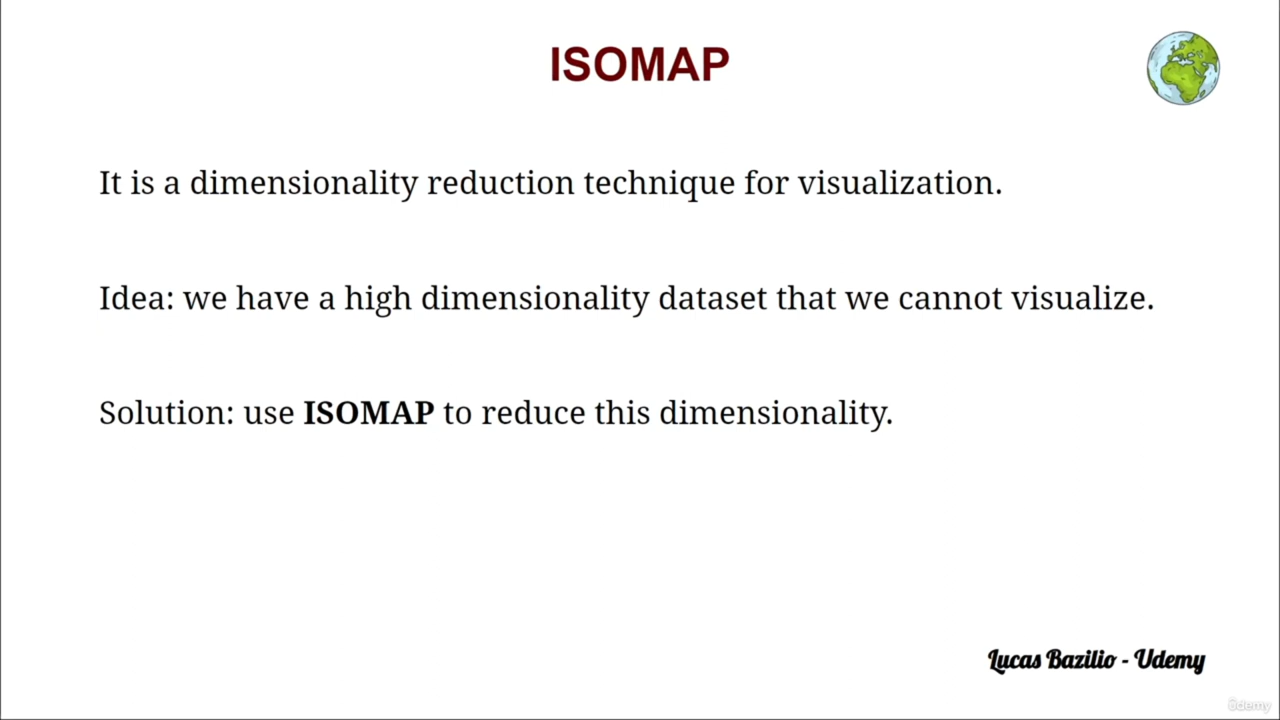 ISOMAP
It is a dimensionality reduction technique for visualization.
Idea: we have a high dimensionality dataset that we cannot visualize.
Solution: use ISOMAP to reduce this dimensionality.
Lucas Bazilio - Udemy
ûdemy